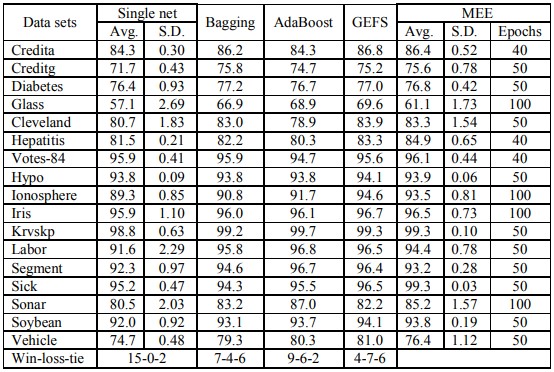 Data sets Single net Bagging AdaBoost GEFS MEE
Avg. S.D. Avg. S.D. Epochs
Credita 84.3 0.30 86.2 84.3 86.8 86.4 0.52 40
Creditg 71.7 0.43 75.8 74.7 75.2 75.6 0.78 50
Diabetes 76.4 0.93 77.2 76.7 77.0 76.8 0.42 50
Glass 57.1 2.69 66.9 68.9 69.6 61.1 1.73 100
Cleveland 80.7 1.83 83.0 78.9 83.9 83.3 1.54 50
Hepatitis 81.5 0.21 82.2 80.3 83.3 84.9 0.65 40
Votes-84 95.9 0.41 95.9 94.7 95.6 96.1 0.44 40
Hypo 93.8 0.09 93.8 93.8 94.1 93.9 0.06 50
Ionosphere 89.3 0.85 90.8 91.7 94.6 93.5 0.81 100
Iris 95.9 1.10 96.0 96.1 96.7 96.5 0.73 100
Krvskp 98.8 0.63 99.2 99.7 99.3 99.3 0.10 50
Labor 91.6 2.29 95.8 96.8 96.5 94.4 0.78 50
Segment 92.3 0.97 94.6 96.7 96.4 93.2 0.28 50
Sick 95.2 0.47 94.3 95.5 96.5 99.3 0.03 50
Sonar 80.5 2.03 83.2 87.0 82.2 85.2 1.57 100
Soybean 92.0 0.92 93.1 93.7 94.1 93.8 0.19 50
Vehicle 74.7 0.48 79.3 80.3 81.0 76.4 1.12 50
Win-loss-tie 15-0-2 7-4-6 9-6-2 4-7-6